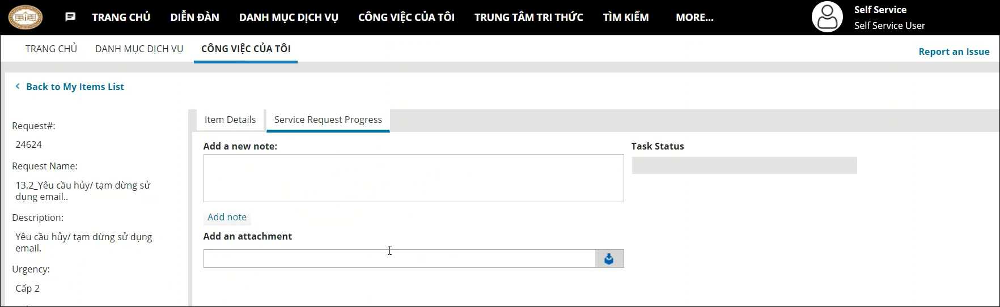 TRANG CHỦ DIỄN ĐÀN DANH MỤC DỊCH VỤ CÔNG VIỆC CỦA TÔI TRUNG TÂM TRI THỨC TÌM KIẾM MORE...
Self Service
Self Service User
TRANG CHỦ DANH MỤC DỊCH VỤ CÔNG VIỆC CỦA TÔI
Report an Issue
Back to My Items List
Request#:
24624
Request Name:
13.2_Yêu cầu hủy/ tạm dừng sử
dụng email..
Description:
Yêu cầu hủy/ tạm dừng sử dụng
email.
Urgency:
Cấp 2
Item Details Service Request Progress
Add a new note:
Add note
Add an attachment
Task Status